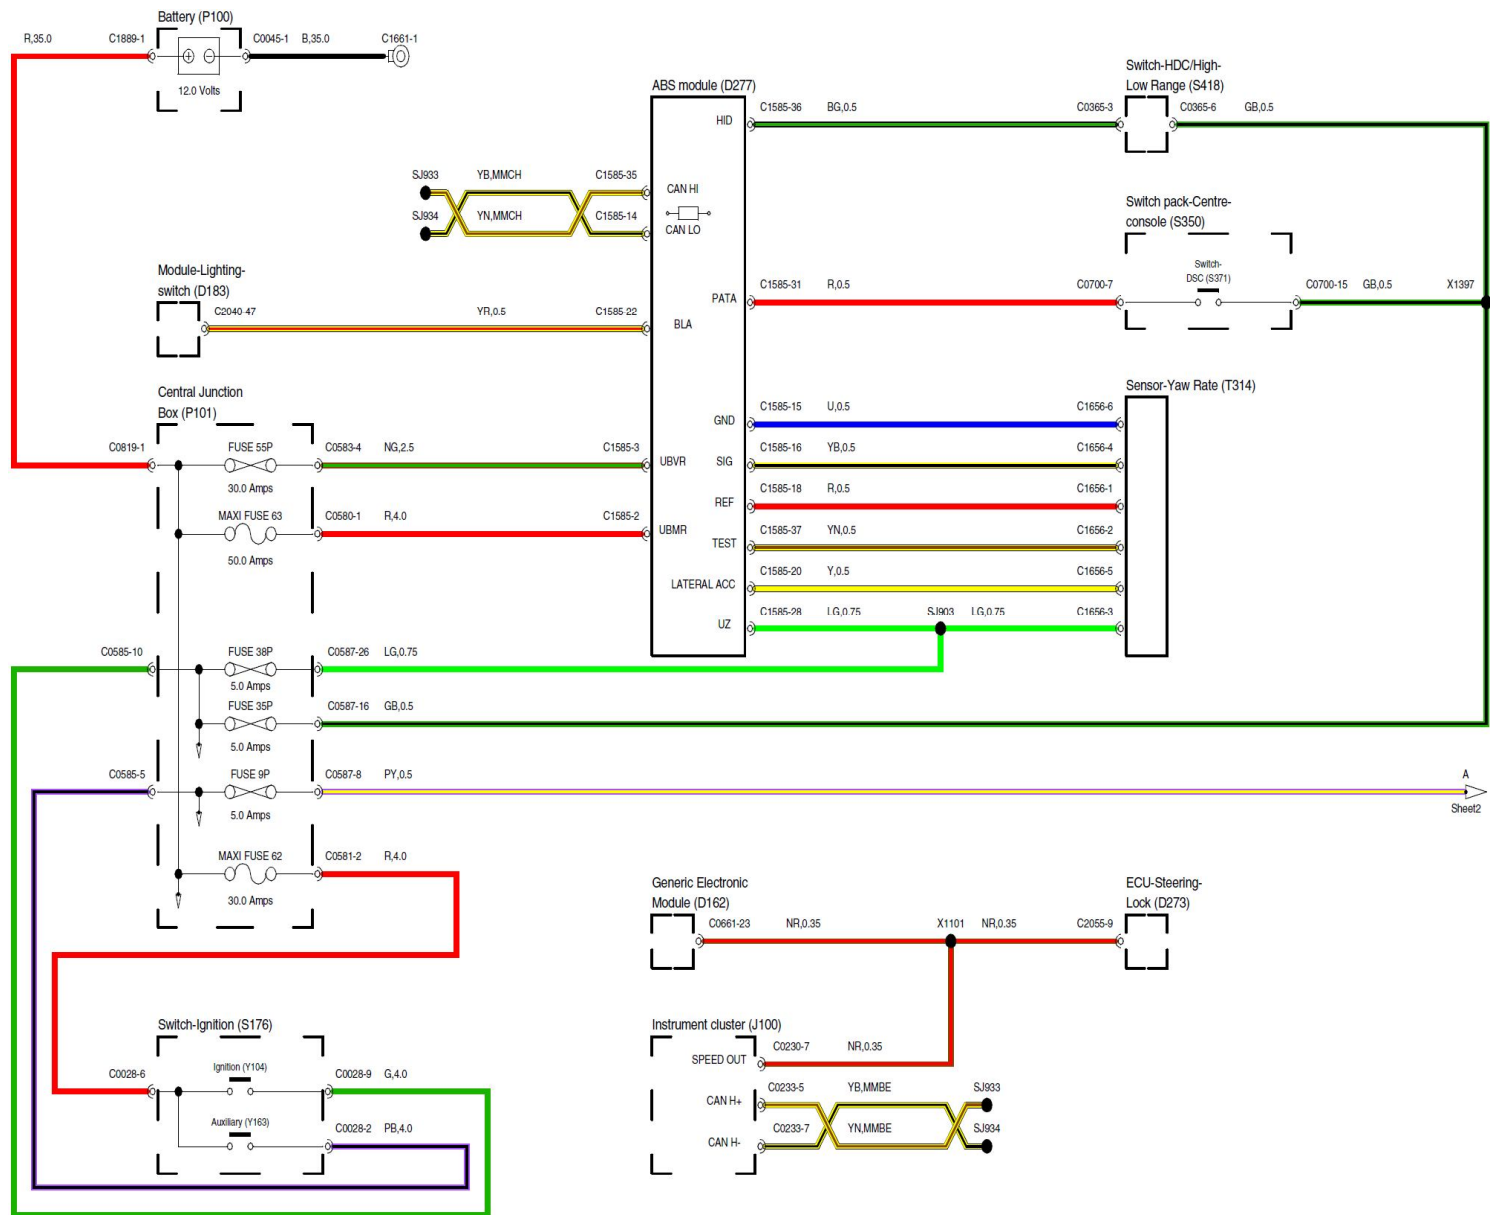 Battery (P100)
R,35.0
C1889-1
C0045-1
B,35.0
C1661-1
12.0 Volts
Switch-HDC/High-
Low Range (S418)
ABS module (D277)
HID
C1585-36
BG,0.5
C0365-3
C0365-6
GB,0.5
SJ933
YB,MMCH
C1585-35
CAN HI
SJ934
YN,MMCH
C1585-14
CAN LO
Switch pack-Centre-
console (S350)
Switch-
DSC (S371)
Module-Lighting-
switch (D183)
C2040-47
YR,0.5
C1585-22
BLA
PATA
C1585-31
R,0.5
C0700-7
C0700-15
GB,0.5
X1397
Central Junction
Box (P101)
Sensor-Yaw Rate (T314)
GND
C1585-15
U,0.5
C1656-6
C0819-1
FUSE 55P
C0583-4
NG,2.5
C1585-3
UBVR
30.0 Amps
SIG
C1585-16
YB,0.5
C1656-4
REF
C1585-18
R,0.5
C1656-1
MAXI FUSE 63
C0580-1
R,4.0
C1585-2
UBMR
50.0 Amps
TEST
C1585-37
YN,0.5
C1656-2
LATERAL ACC
C1585-20
Y,0.5
C1656-5
UZ
C1585-28
LG,0.75
SJ903
LG,0.75
C1656-3
C0585-10
FUSE 38P
C0587-26
LG,0.75
5.0 Amps
FUSE 35P
C0587-16
GB,0.5
5.0 Amps
C0585-5
FUSE 9P
C0587-8
PY,0.5
A
5.0 Amps
Sheet2
MAXI FUSE 62
C0581-2
R,4.0
30.0 Amps
Generic Electronic
Module (D162)
C0661-23
NR,0.35
X1101
NR,0.35
C2055-9
ECU-Steering-
Lock (D273)
Switch-Ignition (S176)
Instrument cluster (J100)
C0028-6
Ignition (Y104)
C0028-9
G,4.0
Auxiliary (Y163)
C0028-2
PB,4.0
SPEED OUT
C0230-7
NR,0.35
CAN H+
C0233-5
YB,MMBE
SJ933
CAN H-
C0233-7
YN,MMBE
SJ934